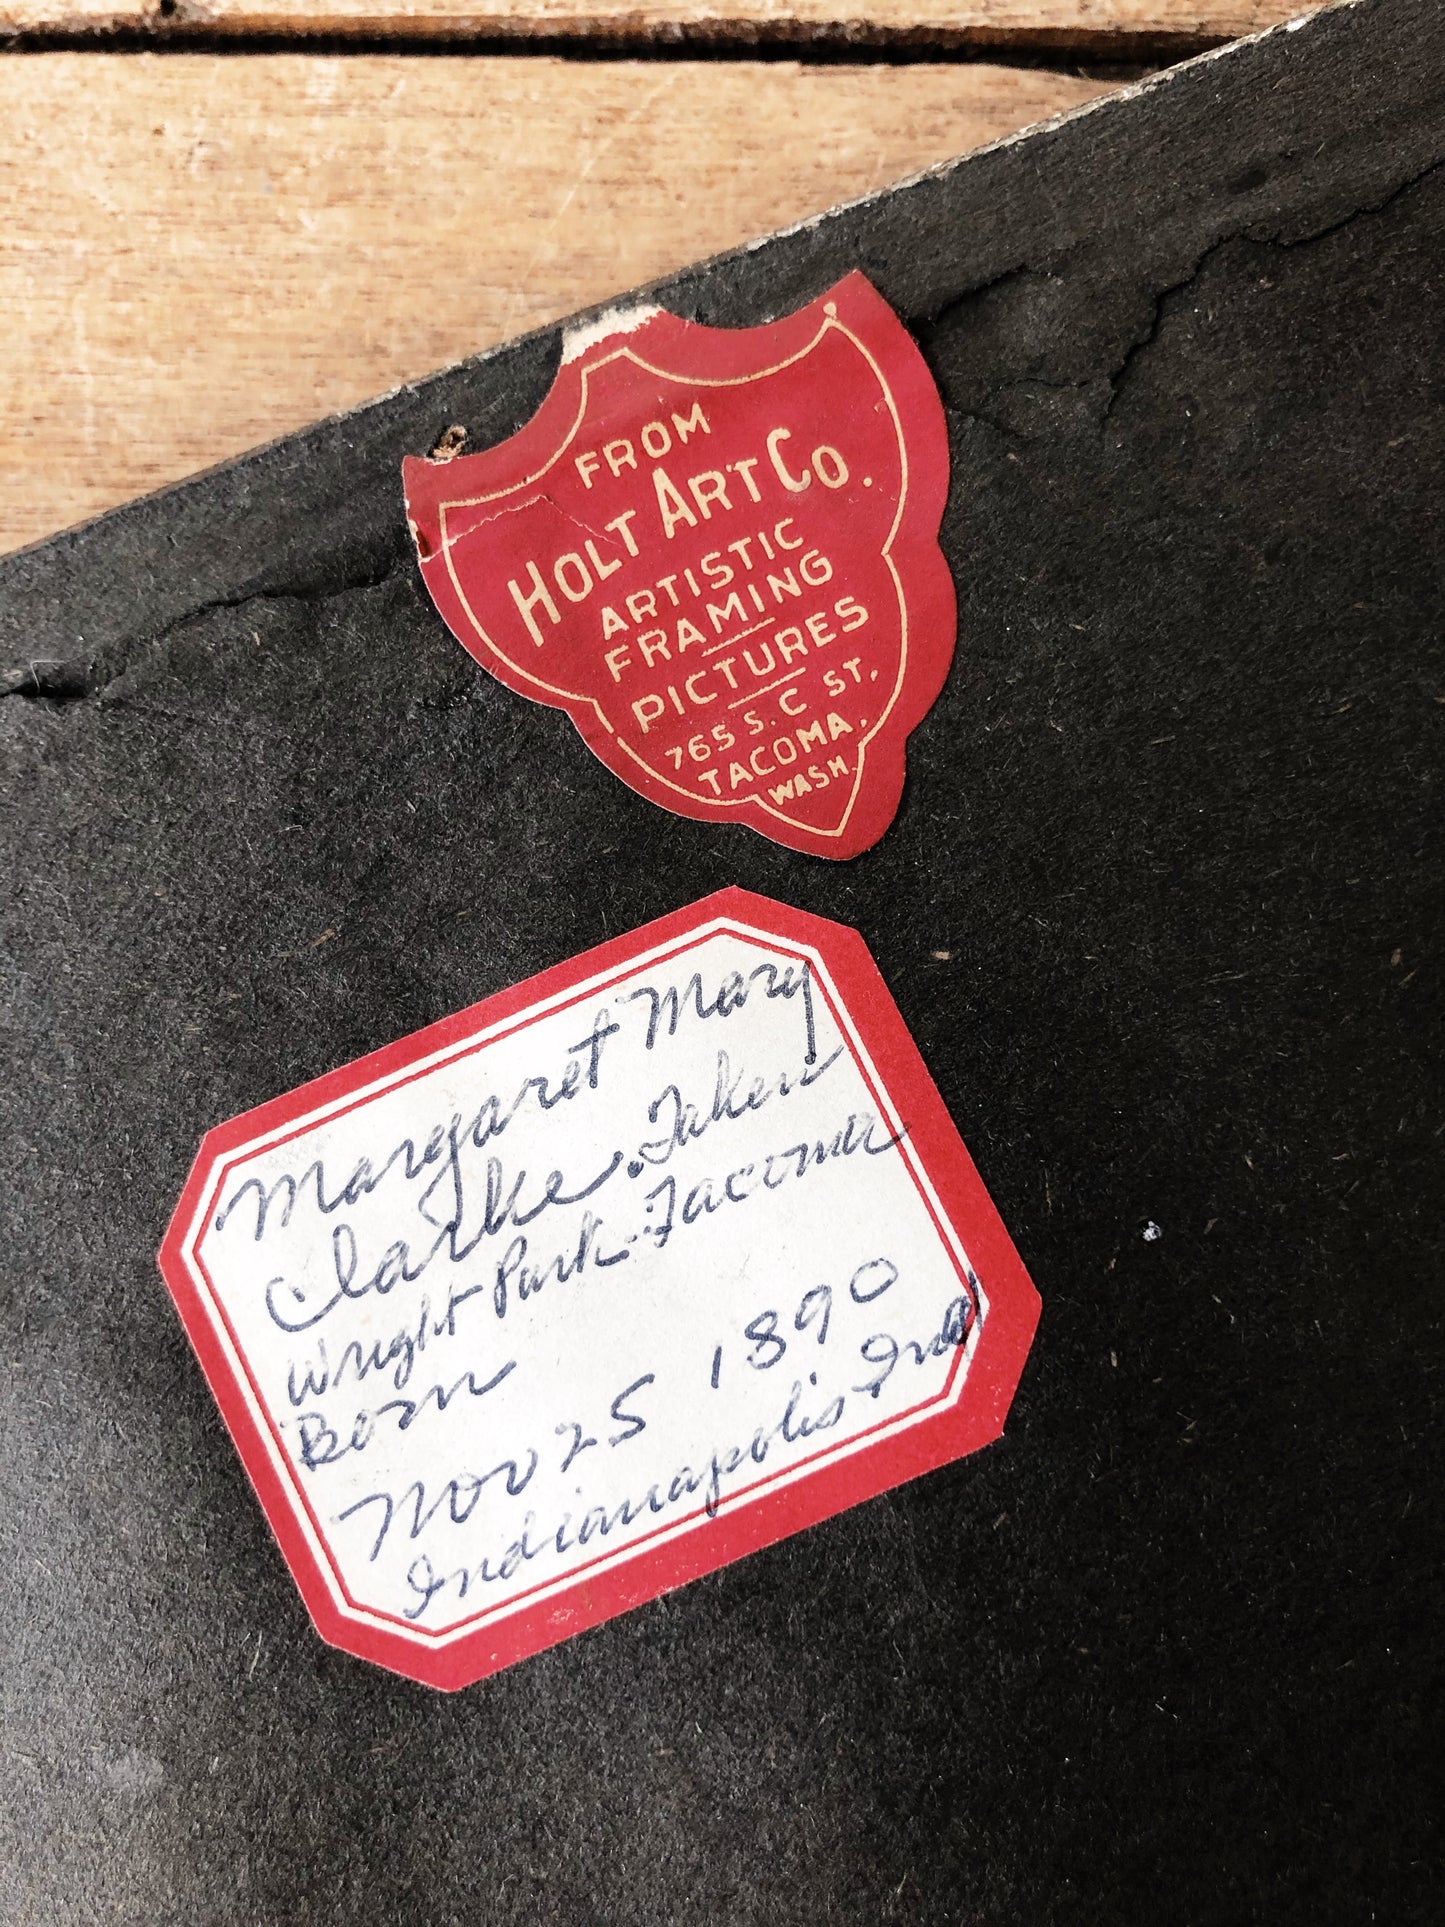 FROM
HOLT ART CO.
ARTISTIC
FRAMING
PICTURES
765 S. C ST,
TACOMA,
WASH.
Margaret Mary
Clarke. Taken
Wright Park. Tacoma
Born
Nov 25 1890
Indianapolis Ind